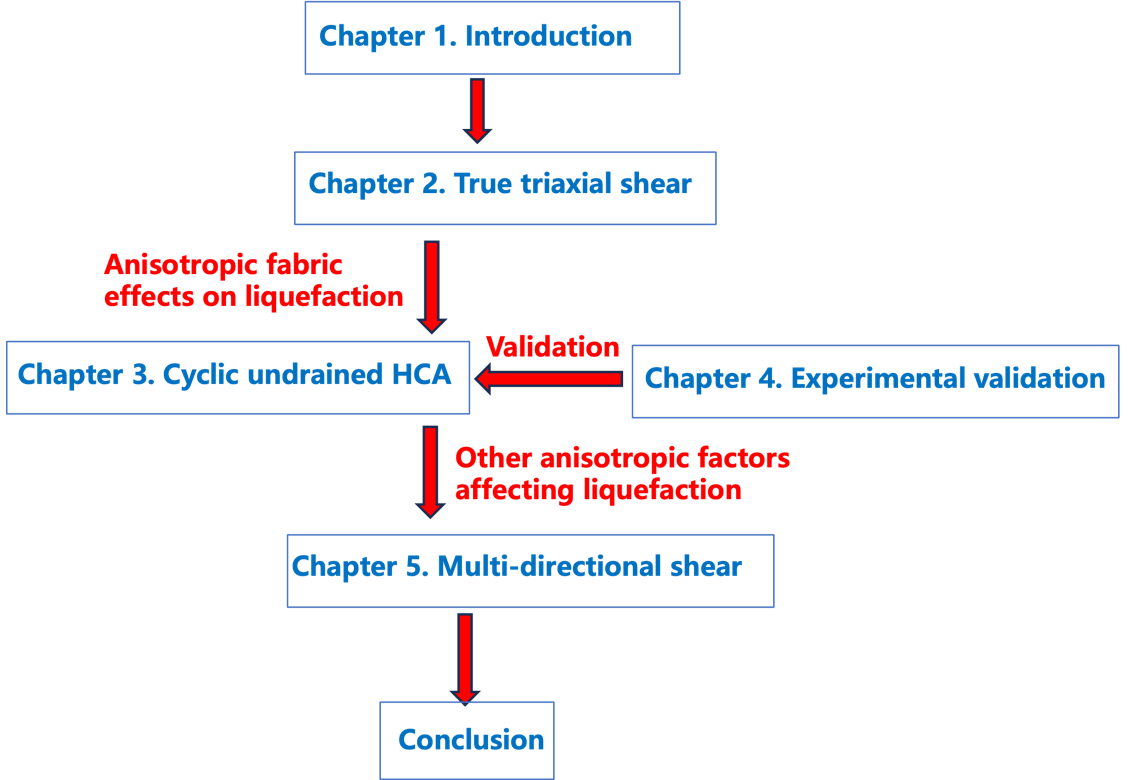 Chapter 1. Introduction
Chapter 2. True triaxial shear
Anisotropic fabric
effects on liquefaction
Validation
Chapter 3. Cyclic undrained HCA
Chapter 4. Experimental validation
Other anisotropic factors
affecting liquefaction
Chapter 5. Multi-directional shear
Conclusion